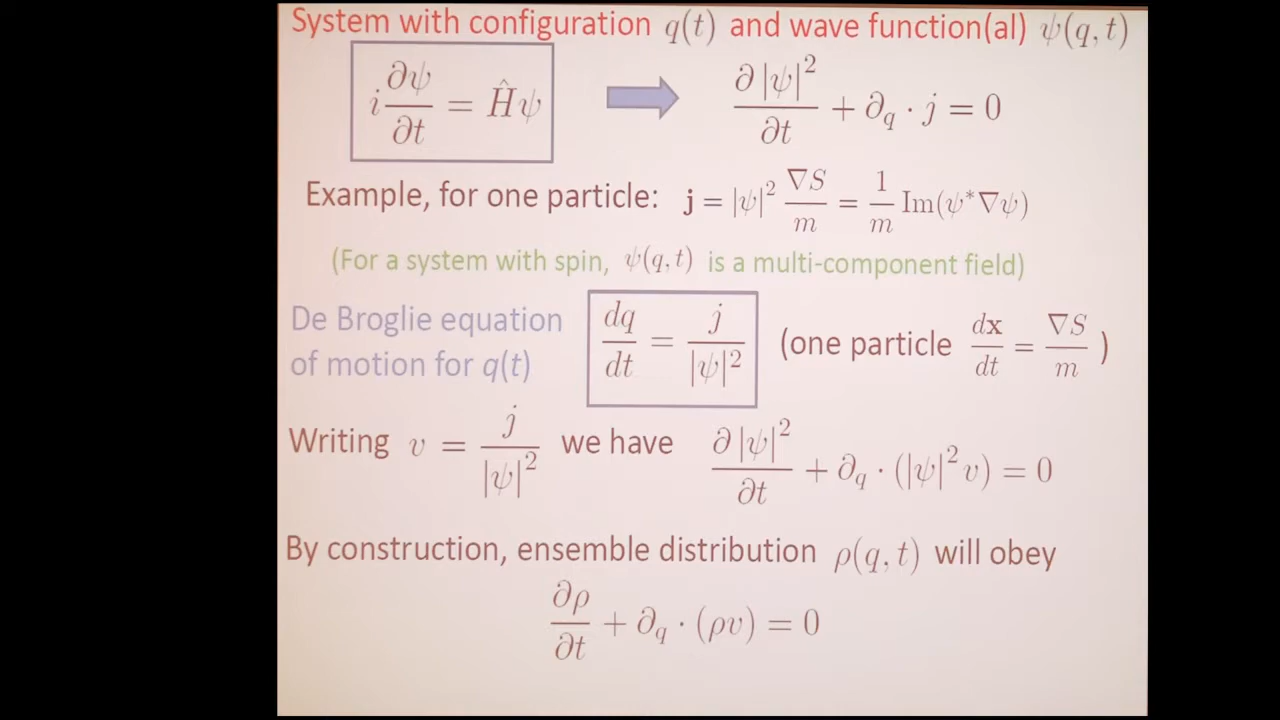 System with configuration q(t) and wave function(al) ψ(q, t)
i ∂ψ/∂t = Ĥψ ➡ ∂|ψ|²/∂t + ∂_q · j = 0
Example, for one particle: j = |ψ|² ∇S/m = 1/m Im(ψ*∇ψ)
(For a system with spin, ψ(q, t) is a multi-component field)
De Broglie equation
of motion for q(t)
dq/dt = j/|ψ|² (one particle dx/dt = ∇S/m )
Writing v = j/|ψ|² we have ∂|ψ|²/∂t + ∂_q · (|ψ|² v) = 0
By construction, ensemble distribution ρ(q, t) will obey
∂ρ/∂t + ∂_q · (ρv) = 0